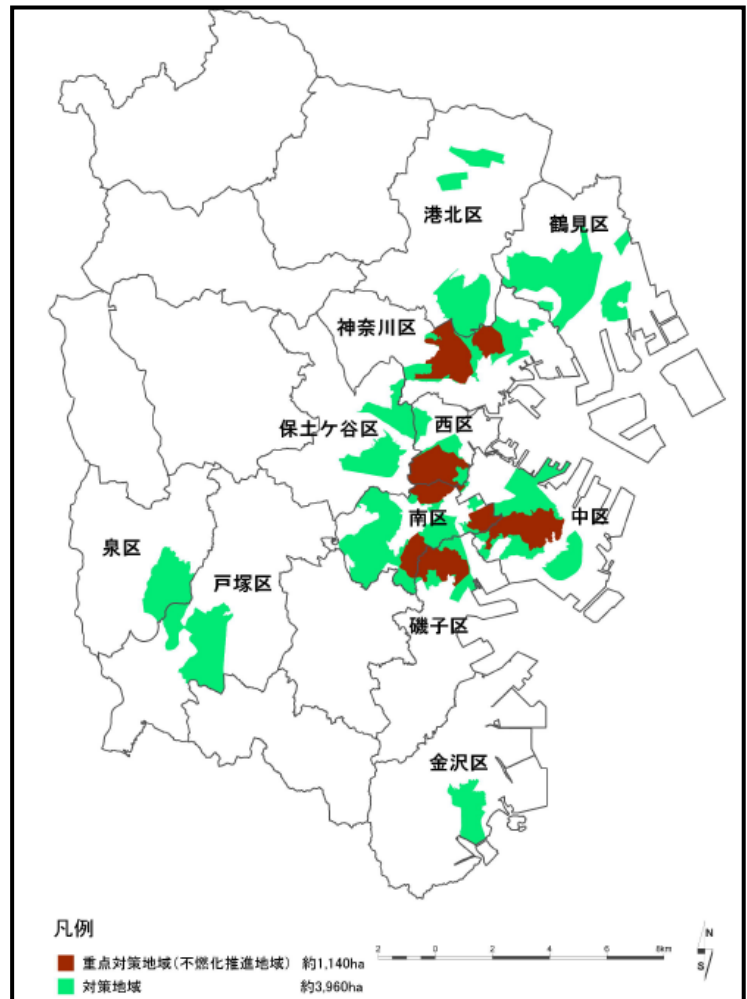 港北区
鶴見区
神奈川区
西区
保土ケ谷区
南区
中区
泉区
戸塚区
磯子区
金沢区
凡例
重点対策地域(不燃化推進地域) 約1,140ha
対策地域 約3,960ha
2 0 2 4 6 8km
N
S